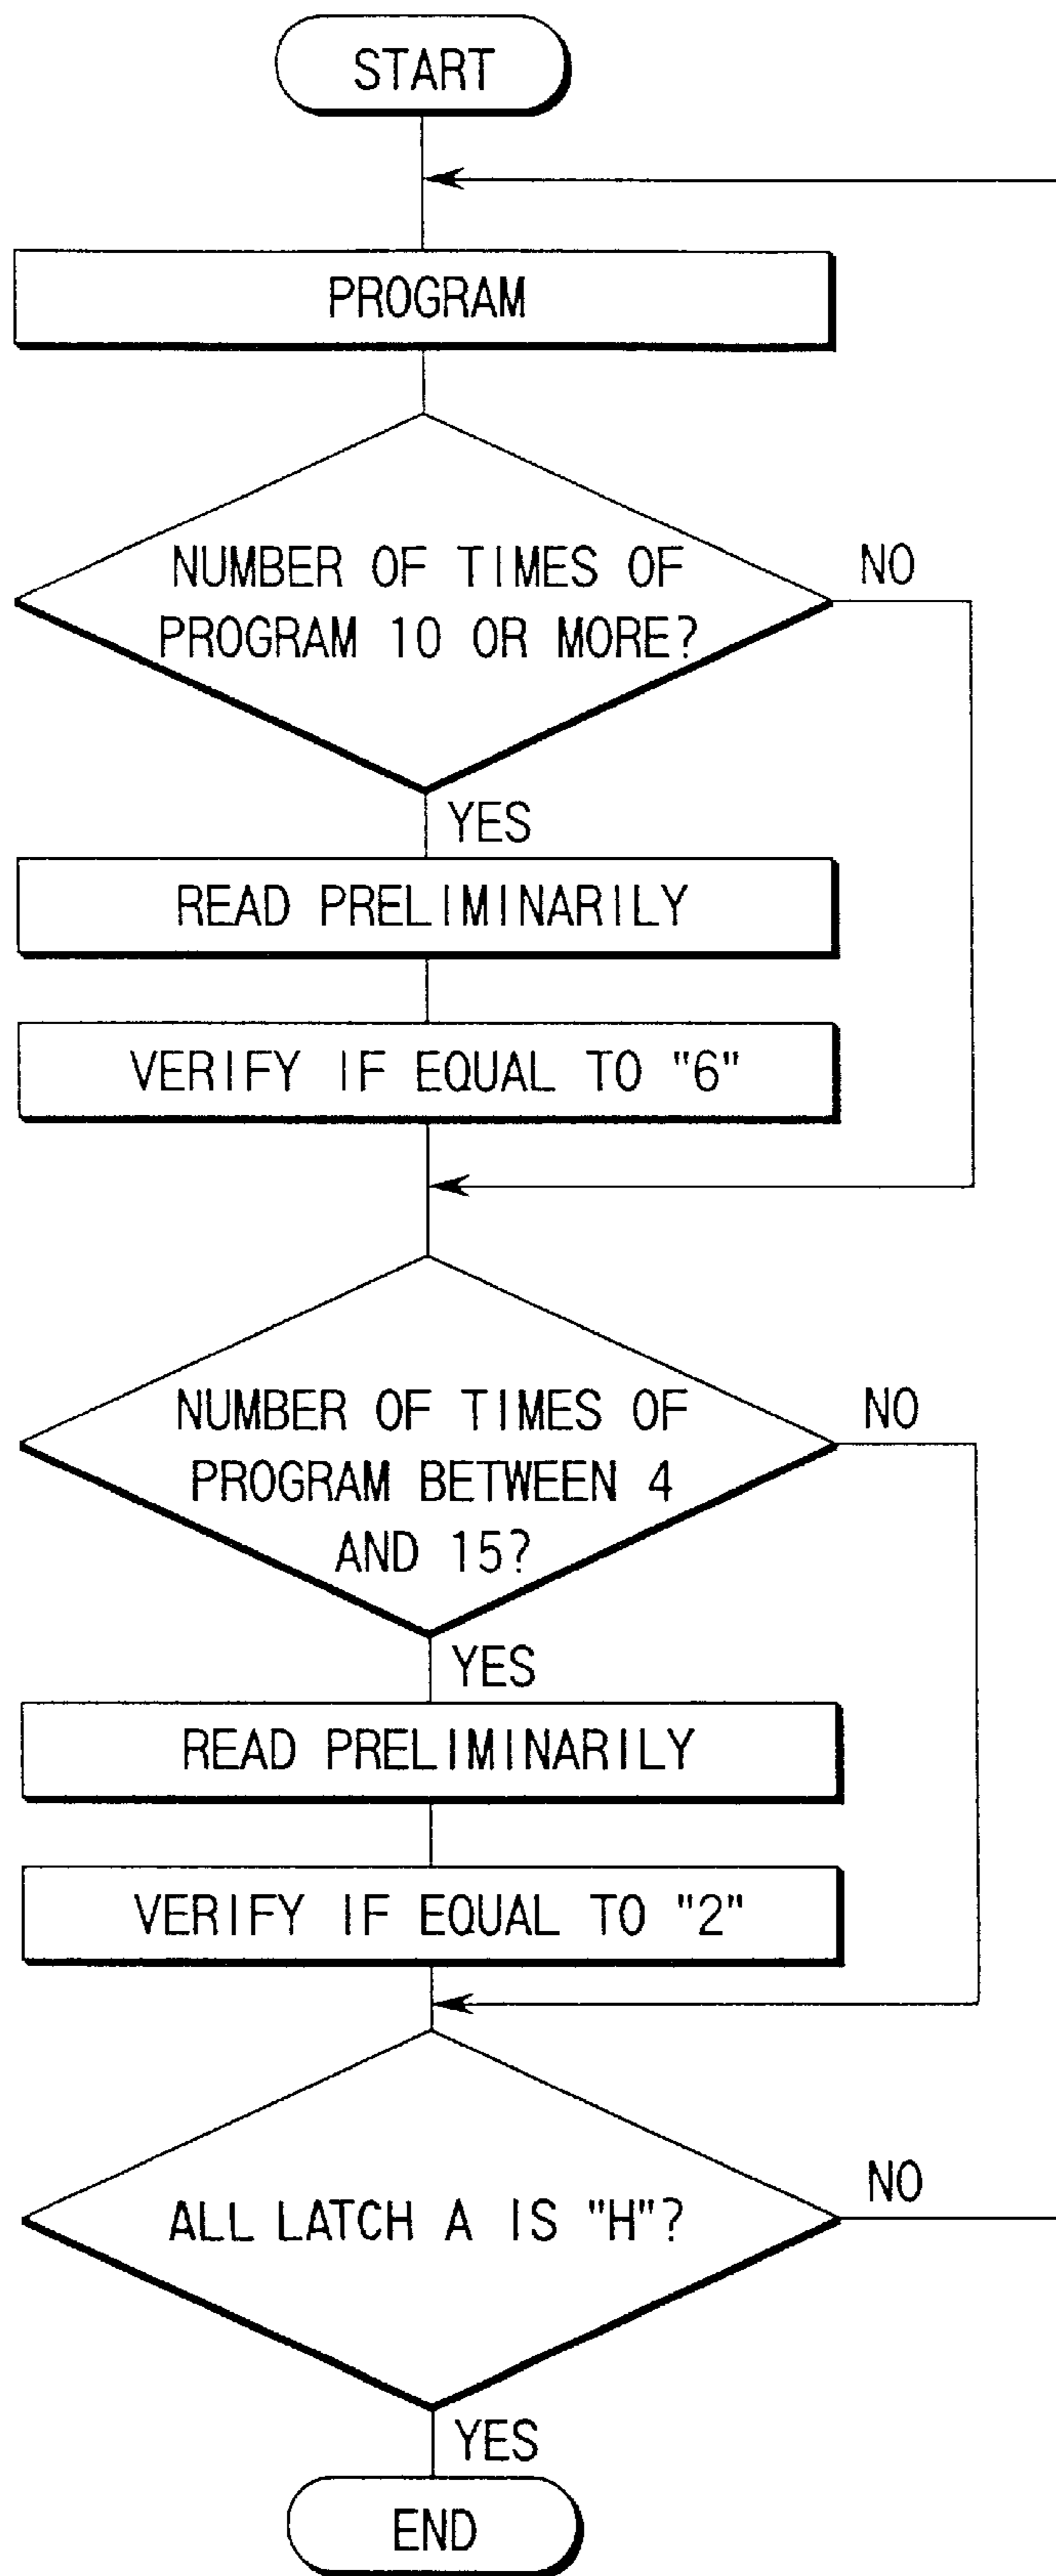 START
PROGRAM
NUMBER OF TIMES OF
PROGRAM 10 OR MORE?
NO
YES
READ PRELIMINARILY
VERIFY IF EQUAL TO "6"
NUMBER OF TIMES OF
PROGRAM BETWEEN 4
AND 15?
NO
YES
READ PRELIMINARILY
VERIFY IF EQUAL TO "2"
ALL LATCH A IS "H"?
NO
YES
END